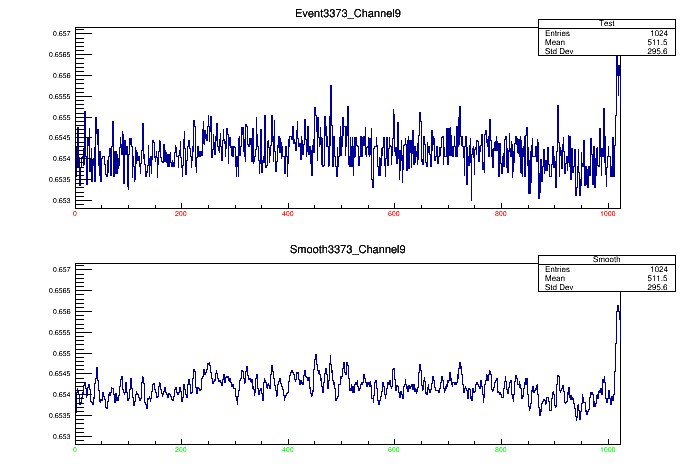 Event3373_Channel9
Test
Entries 1024
Mean 511.5
Std Dev 295.6
0.657
0.6565
0.656
0.6555
0.655
0.6545
0.654
0.6535
0.653
0 200 400 600 800 1000
Smooth3373_Channel9
Smooth
Entries 1024
Mean 511.5
Std Dev 295.6
0.657
0.6565
0.656
0.6555
0.655
0.6545
0.654
0.6535
0.653
0 200 400 600 800 1000